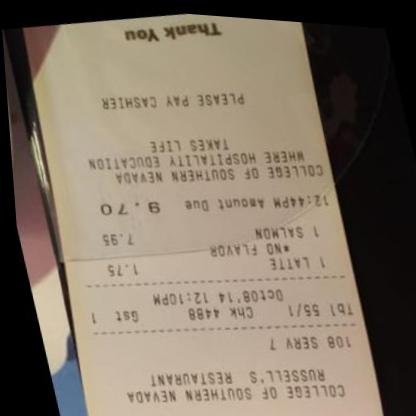 COLLEGE OF SOUTHERN NEVADA
RUSSELL'S RESTAURANT
108 SERV 7
Tbl 55/1 Chk 4488 Gst 1
Oct08'14 12:10PM
1 LATTE 1.75
*NO FLAVOR
1 SALMON 7.95
12:44PM Amount Due 9.70
COLLEGE OF SOUTHERN NEVADA
WHERE HOSPITALITY EDUCATION
TAKES LIFE
PLEASE PAY CASHIER
Thank You